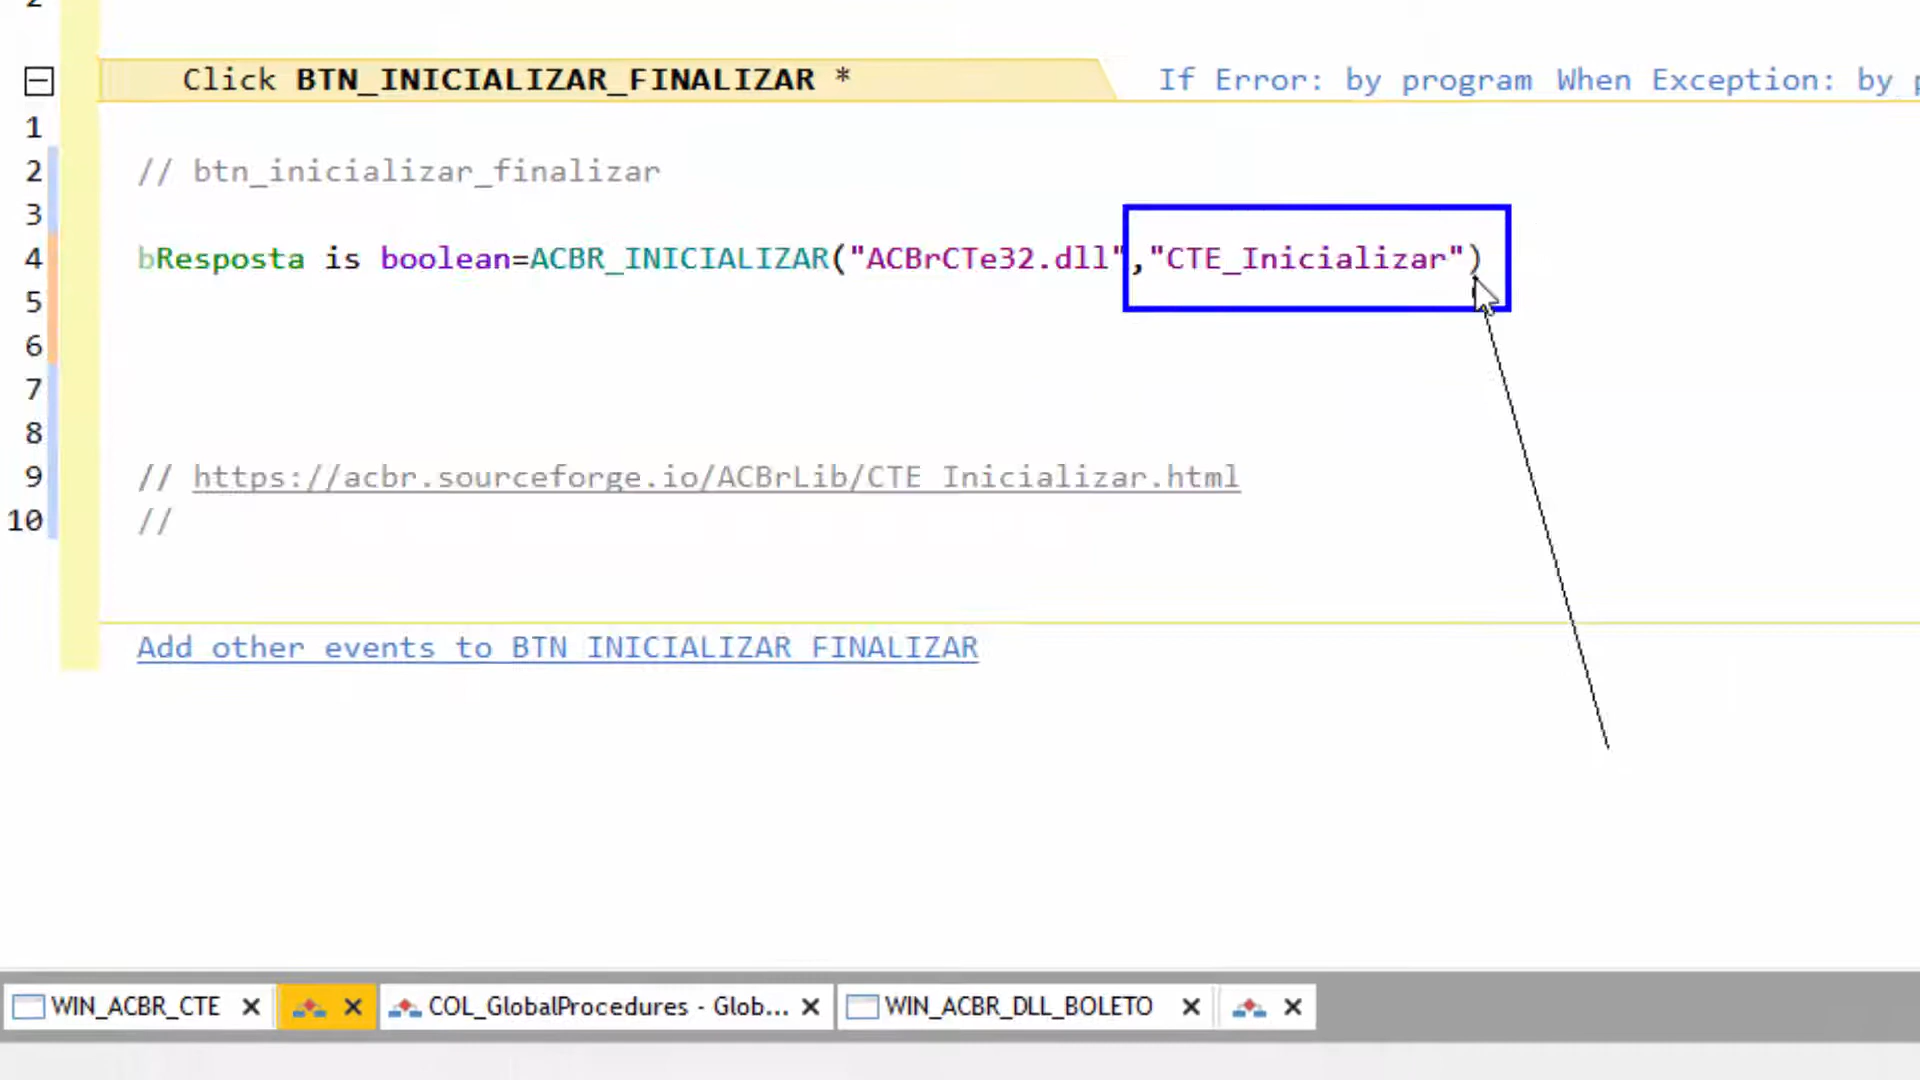 2
Click BTN_INICIALIZAR_FINALIZAR * If Error: by program When Exception: by p
1
2 // btn_inicializar_finalizar
3
4 bResposta is boolean=ACBR_INICIALIZAR("ACBrCTe32.dll","CTE_Inicializar")
5
6
7
8
9 // https://acbr.sourceforge.io/ACBrLib/CTE_Inicializar.html
10 //
Add other events to BTN_INICIALIZAR_FINALIZAR
WIN_ACBR_CTE COL_GlobalProcedures - Glob... WIN_ACBR_DLL_BOLETO